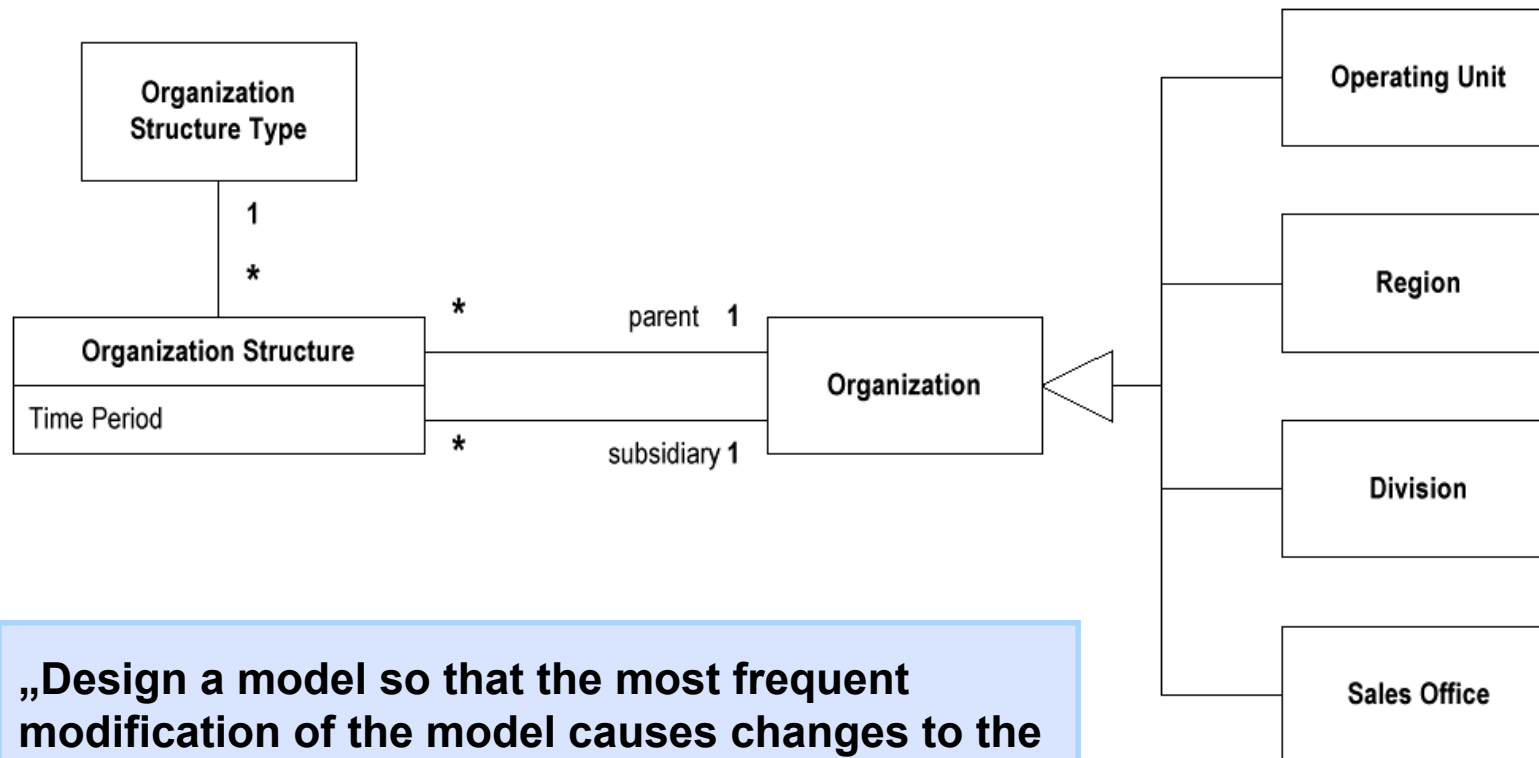 Organization
Structure Type
1
*
Organization Structure
Time Period
*
parent 1
*
subsidiary 1
Organization
Operating Unit
Region
Division
Sales Office
„Design a model so that the most frequent
modification of the model causes changes to the